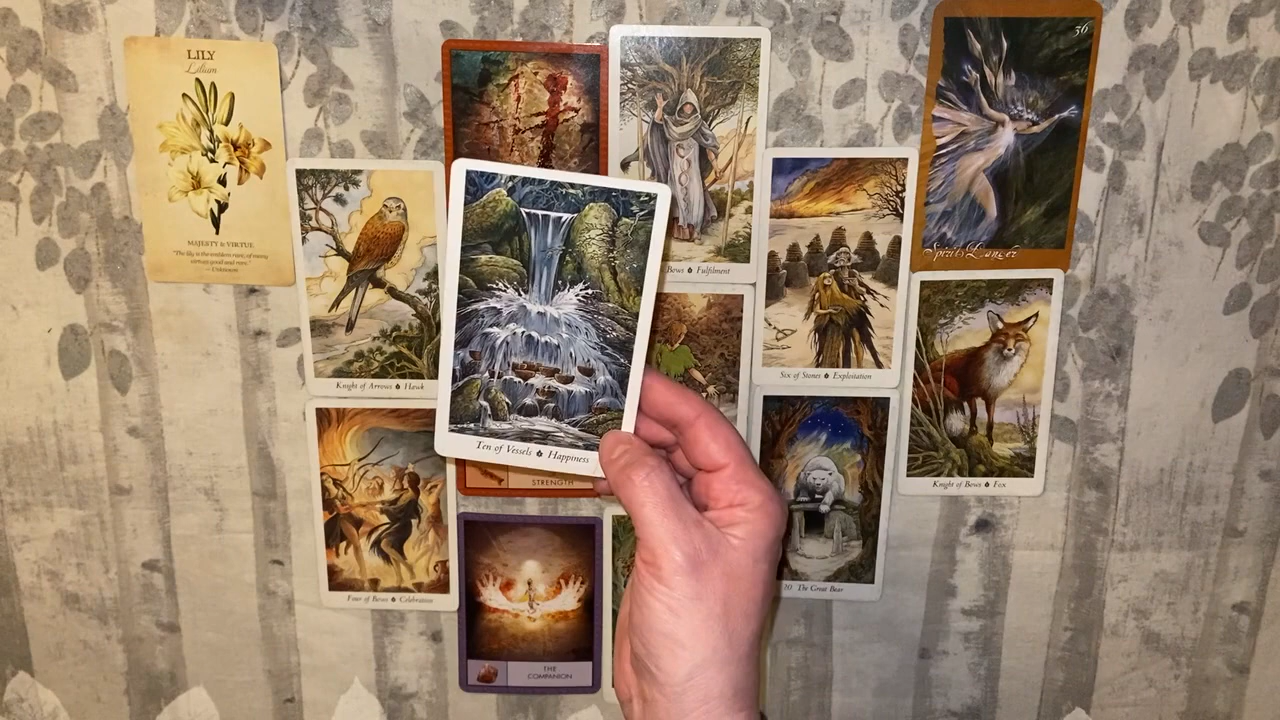 LILY
Lilium
MAJESTY & VIRTUE
"The lily is the emblem rare, of many
virtues good and rare."
Knight of Arrows Hawk
Ten of Vessels Happiness
STRENGTH
Bows Fulfilment
Six of Stones Exploitation
36
Spirit Dancer
Knight of Bows Fox
Four of Bows Celebration
THE
COMPANION
20 The Great Bear